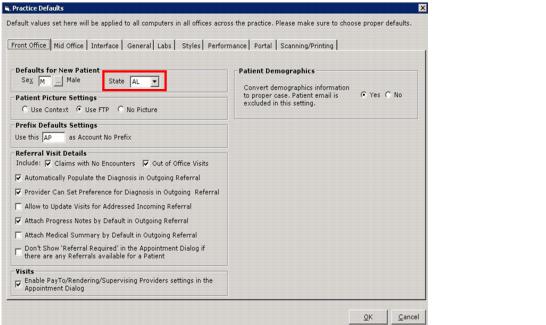 Practice Defaults
Default values set here will be applied to all computers in all offices across the practice. Please make sure to choose proper defaults.
Front Office Mid Office Interface General Labs Styles Performance Portal Scanning/Printing
Defaults for New Patient
Sex M ... Male State AL
Patient Picture Settings
Use Context Use FTP No Picture
Prefix Defaults Settings
Use this AP as Account No Prefix
Referral Visit Details
Include: Claims with No Encounters Out of Office Visits
Automatically Populate the Diagnosis in Outgoing Referral
Provider Can Set Preference for Diagnosis in Outgoing Referral
Allow to Update Visits for Addressed Incoming Referral
Attach Progress Notes by Default in Outgoing Referral
Attach Medical Summary by Default in Outgoing Referral
Don't Show 'Referral Required' in the Appointment Dialog if
there are any Referrals available for a Patient
Visits
Enable PayTo/Rendering/Supervising Providers settings in the
Appointment Dialog
Patient Demographics
Convert demographics information
to proper case. Patient email is
excluded in this setting.
Yes No
OK Cancel